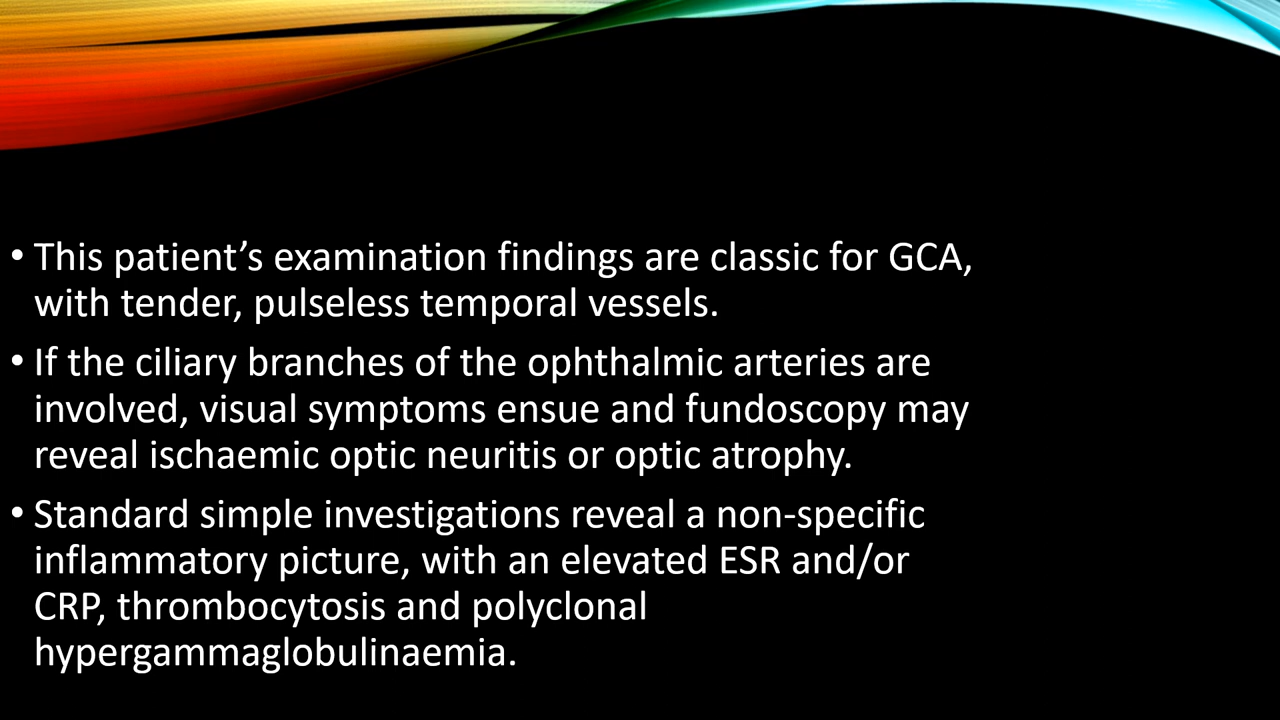 • This patient’s examination findings are classic for GCA,
with tender, pulseless temporal vessels.
• If the ciliary branches of the ophthalmic arteries are
involved, visual symptoms ensue and fundoscopy may
reveal ischaemic optic neuritis or optic atrophy.
• Standard simple investigations reveal a non-specific
inflammatory picture, with an elevated ESR and/or
CRP, thrombocytosis and polyclonal
hypergammaglobulinaemia.